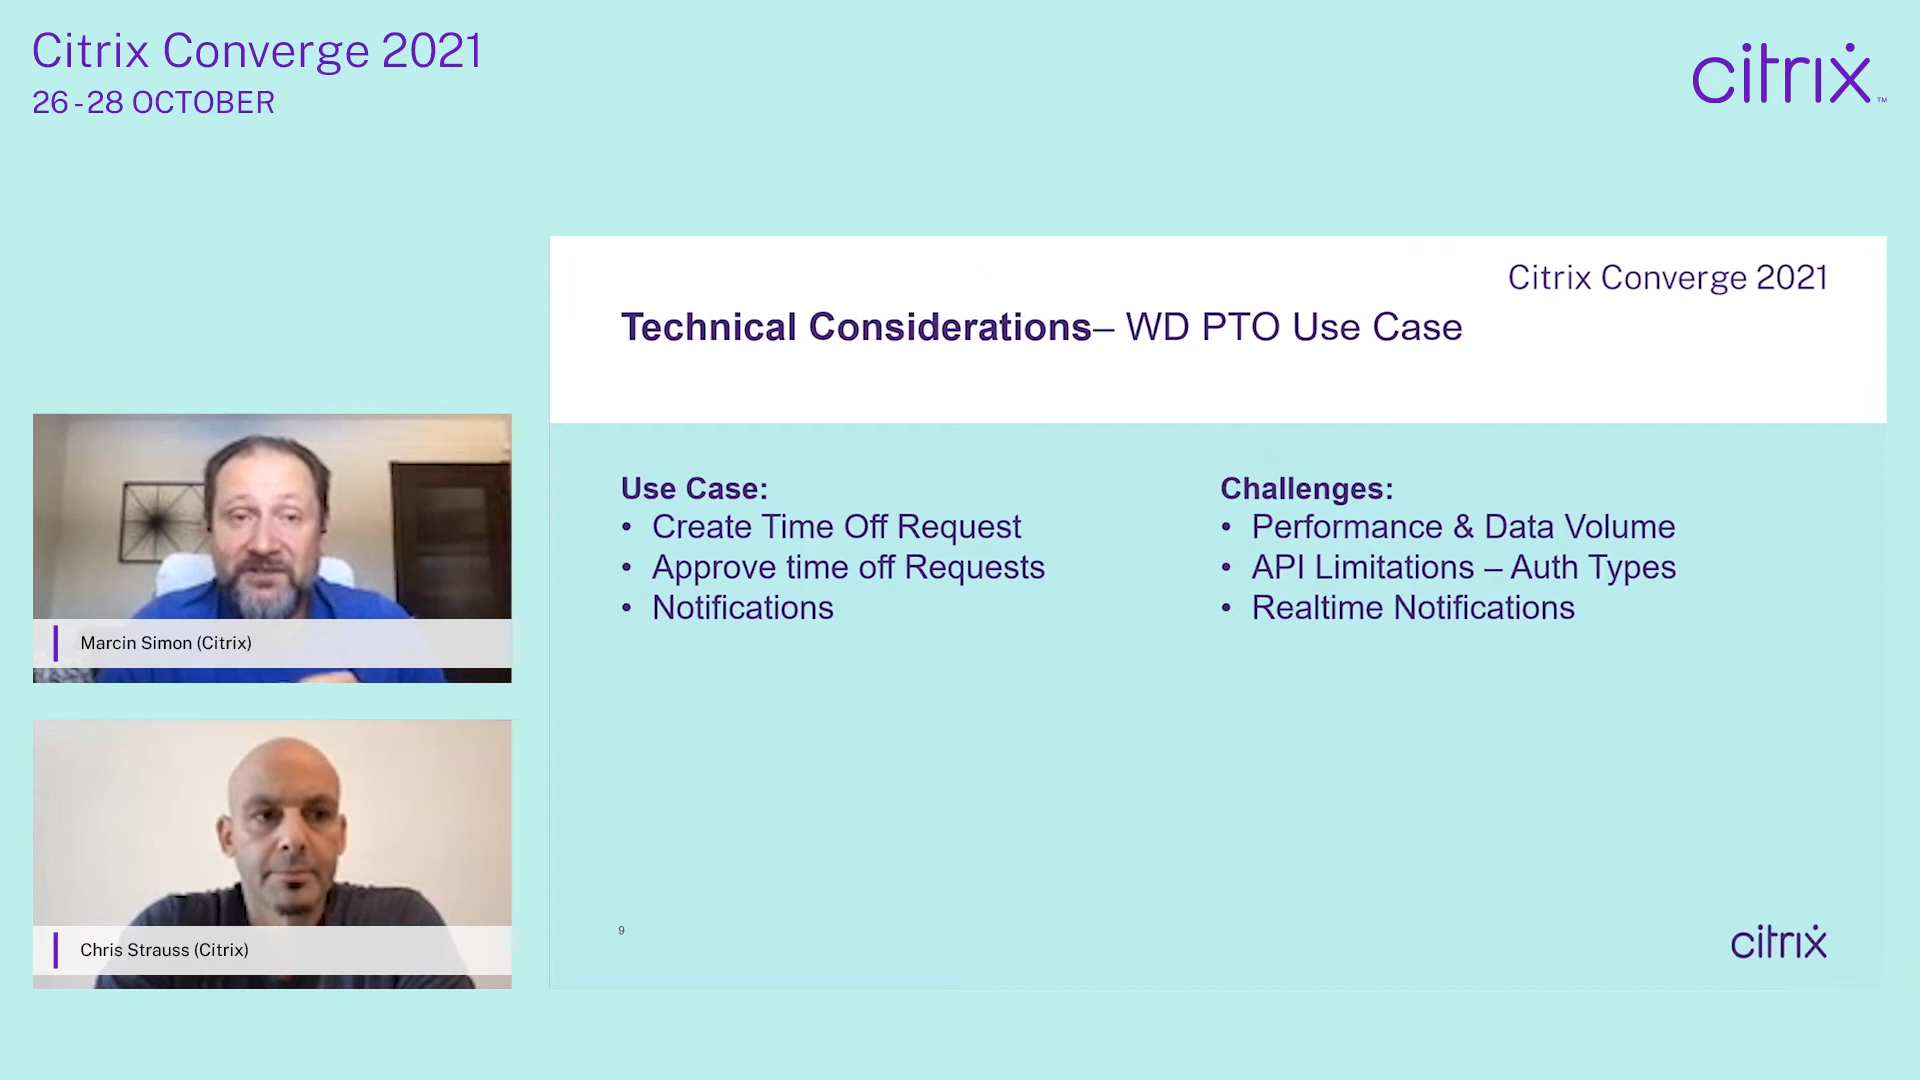 Citrix Converge 2021
26-28 OCTOBER
citrix™
Citrix Converge 2021
Technical Considerations– WD PTO Use Case
Use Case:
• Create Time Off Request
• Approve time off Requests
• Notifications
Challenges:
• Performance & Data Volume
• API Limitations – Auth Types
• Realtime Notifications
Marcin Simon (Citrix)
Chris Strauss (Citrix)
9
citrix